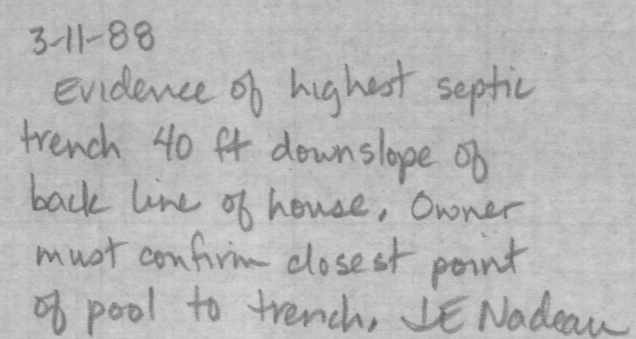 3-11-88
Evidence of highest septic
trench 40 ft downslope of
back line of house. Owner
must confirm closest point
of pool to trench. JE Nadeau